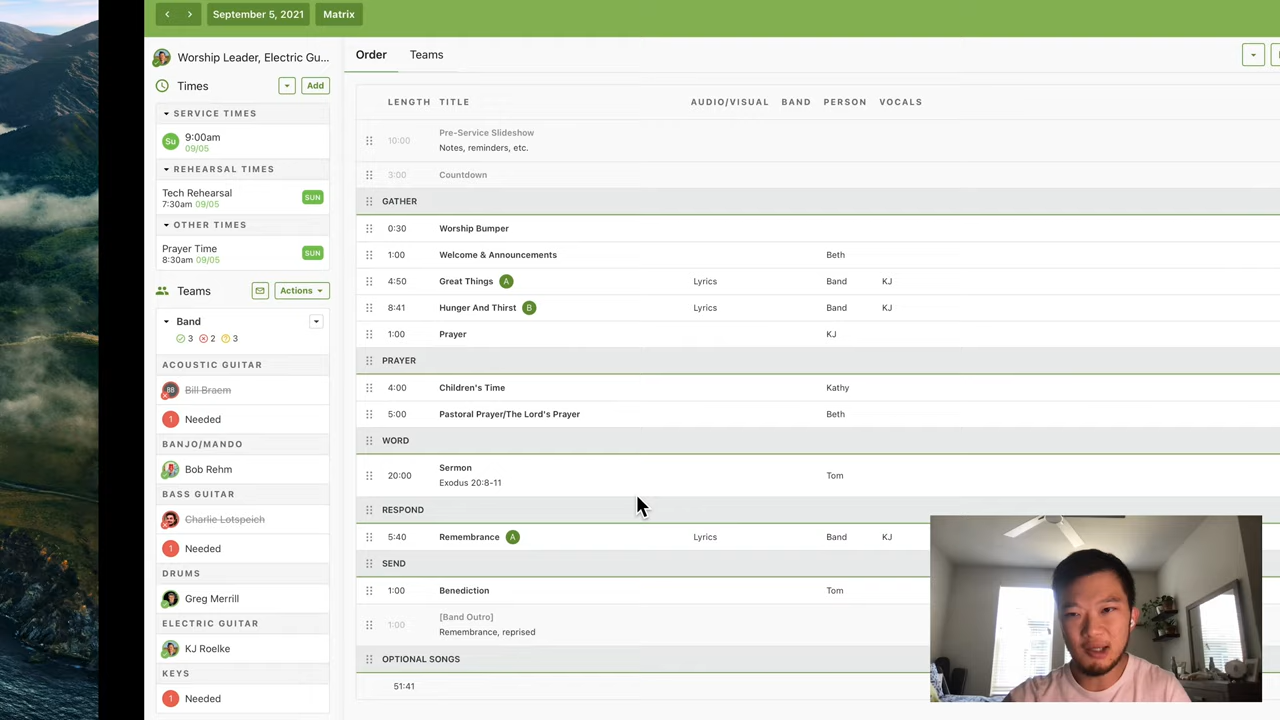 September 5, 2021
Matrix
Worship Leader, Electric Gu...
Times
Add
SERVICE TIMES
Su
9:00am
09/05
REHEARSAL TIMES
Tech Rehearsal
7:30am 09/05
SUN
OTHER TIMES
Prayer Time
8:30am 09/05
SUN
Teams
Actions
Band
3 2 3
ACOUSTIC GUITAR
BB
Bill Braem
1 Needed
BANJO/MANDO
Bob Rehm
BASS GUITAR
Charlie Lotspeich
1 Needed
DRUMS
Greg Merrill
ELECTRIC GUITAR
KJ Roelke
KEYS
1 Needed
Order Teams
LENGTH TITLE AUDIO/VISUAL BAND PERSON VOCALS
10:00 Pre-Service Slideshow
Notes, reminders, etc.
3:00 Countdown
GATHER
0:30 Worship Bumper
1:00 Welcome & Announcements Beth
4:50 Great Things A Lyrics Band KJ
8:41 Hunger And Thirst B Lyrics Band KJ
1:00 Prayer KJ
PRAYER
4:00 Children's Time Kathy
5:00 Pastoral Prayer/The Lord's Prayer Beth
WORD
20:00 Sermon Tom
Exodus 20:8-11
RESPOND
5:40 Remembrance A Lyrics Band KJ
SEND
1:00 Benediction Tom
1:00 [Band Outro]
Remembrance, reprised
OPTIONAL SONGS
51:41